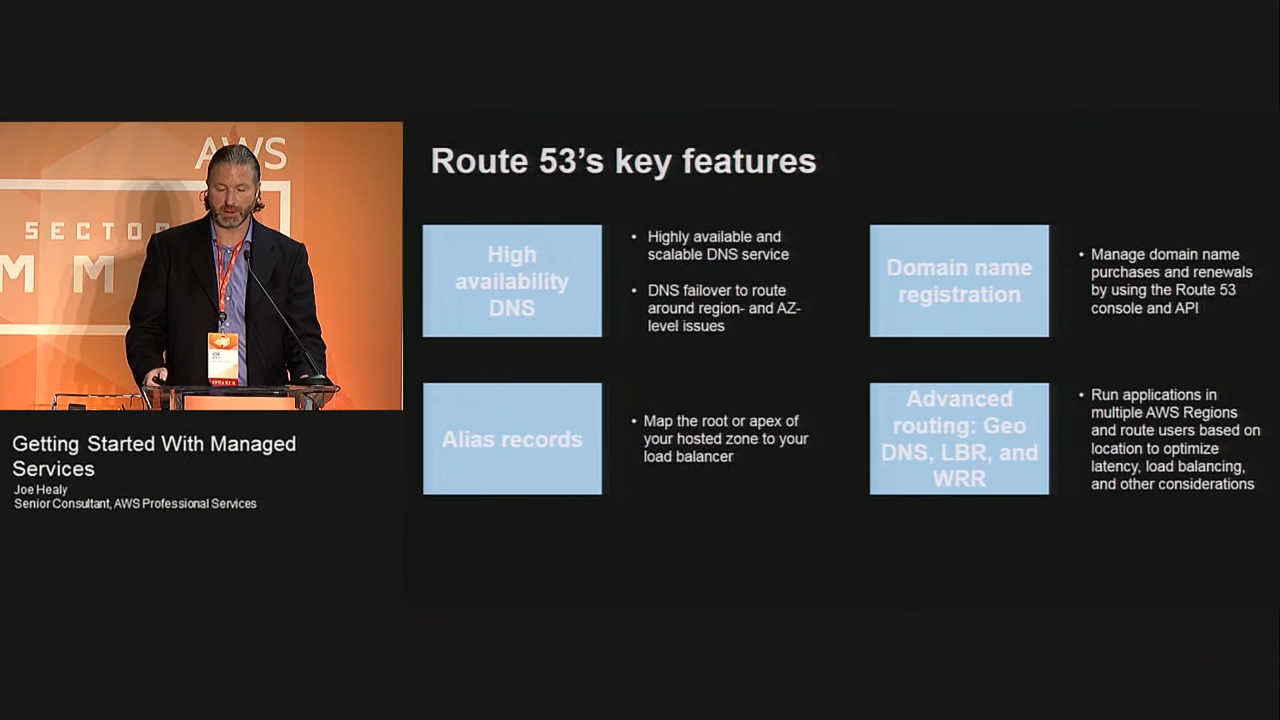 AWS
SECTOR
M M
SPEAKER
Getting Started With Managed
Services
Joe Healy
Senior Consultant, AWS Professional Services
Route 53's key features
High
availability
DNS
• Highly available and
scalable DNS service
• DNS failover to route
around region- and AZ-
level issues
Domain name
registration
• Manage domain name
purchases and renewals
by using the Route 53
console and API
Alias records
• Map the root or apex of
your hosted zone to your
load balancer
Advanced
routing: Geo
DNS, LBR, and
WRR
• Run applications in
multiple AWS Regions
and route users based on
location to optimize
latency, load balancing,
and other considerations